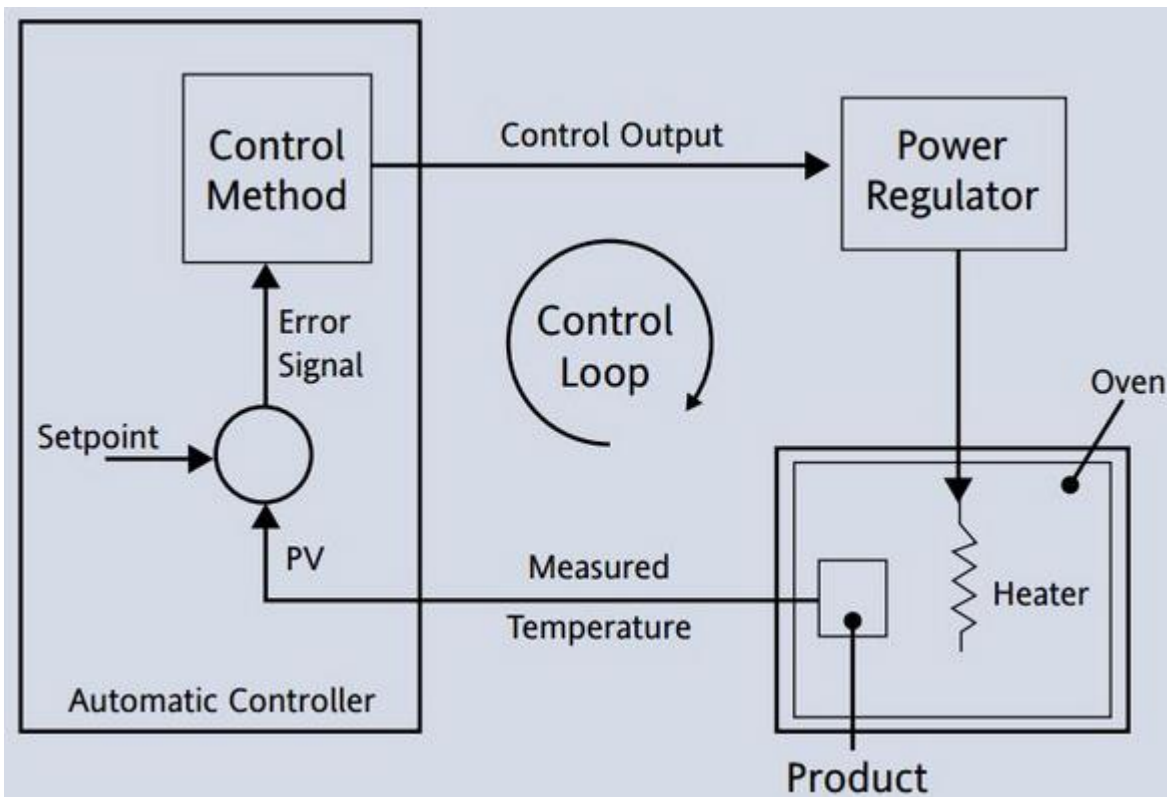 Control
Method
Control Output
Power
Regulator
Error
Signal
Control
Loop
Oven
Setpoint
PV
Measured
Temperature
Heater
Automatic Controller
Product